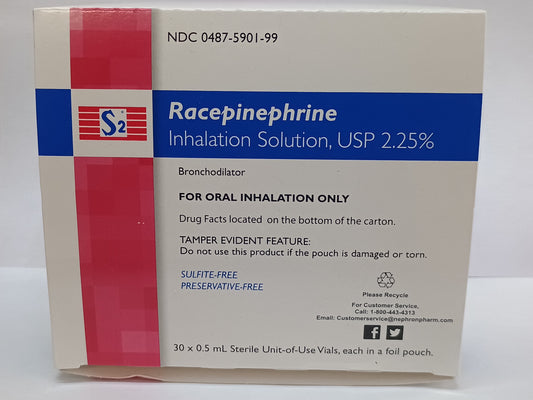 NDC 0487-5901-99
S2
Racepinephrine
Inhalation Solution, USP 2.25%
Bronchodilator
FOR ORAL INHALATION ONLY
Drug Facts located on the bottom of the carton.
TAMPER EVIDENT FEATURE:
Do not use this product if the pouch is damaged or torn.
SULFITE-FREE
PRESERVATIVE-FREE
Please Recycle
For Customer Service,
Call: 1-800-443-4313
Email: Customerservice@nephronpharm.com
30 x 0.5 mL Sterile Unit-of-Use Vials, each in a foil pouch.